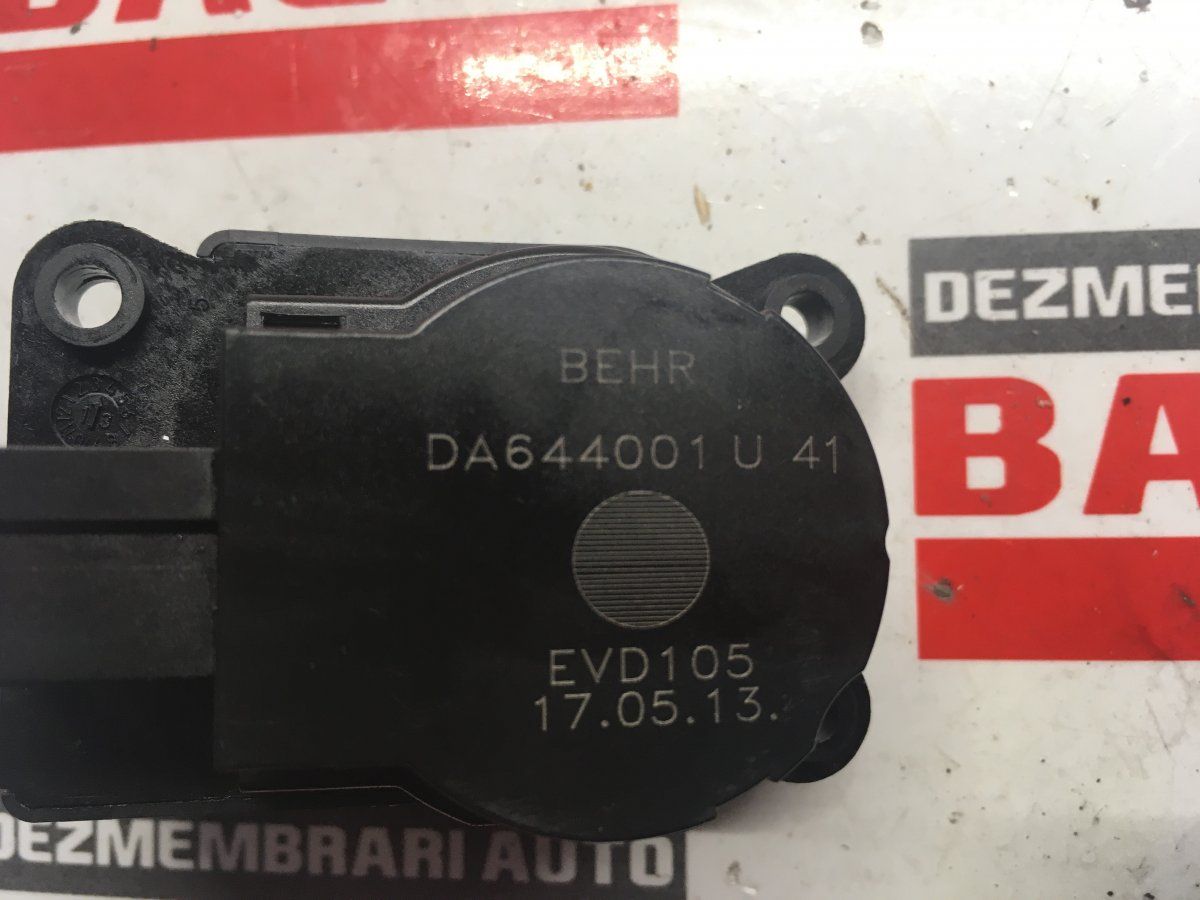 BEHR
DA644001 U 41
EVD105
17.05.13.
DEZMEMBRARI AUTO
DEZME
BA